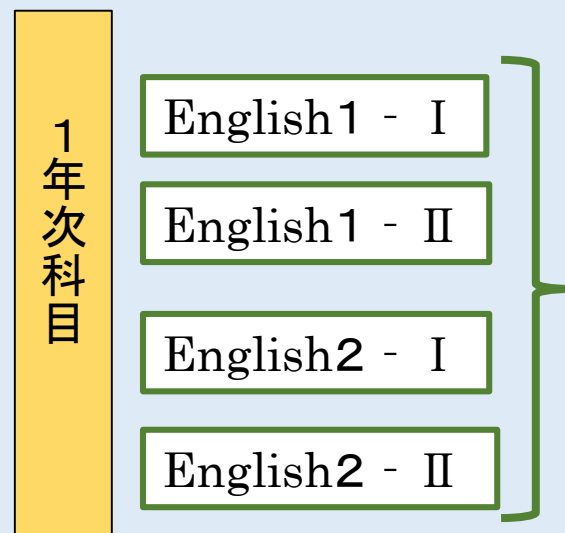 １年次科目
English１‐Ⅰ
English１‐Ⅱ
English２‐Ⅰ
English２‐Ⅱ